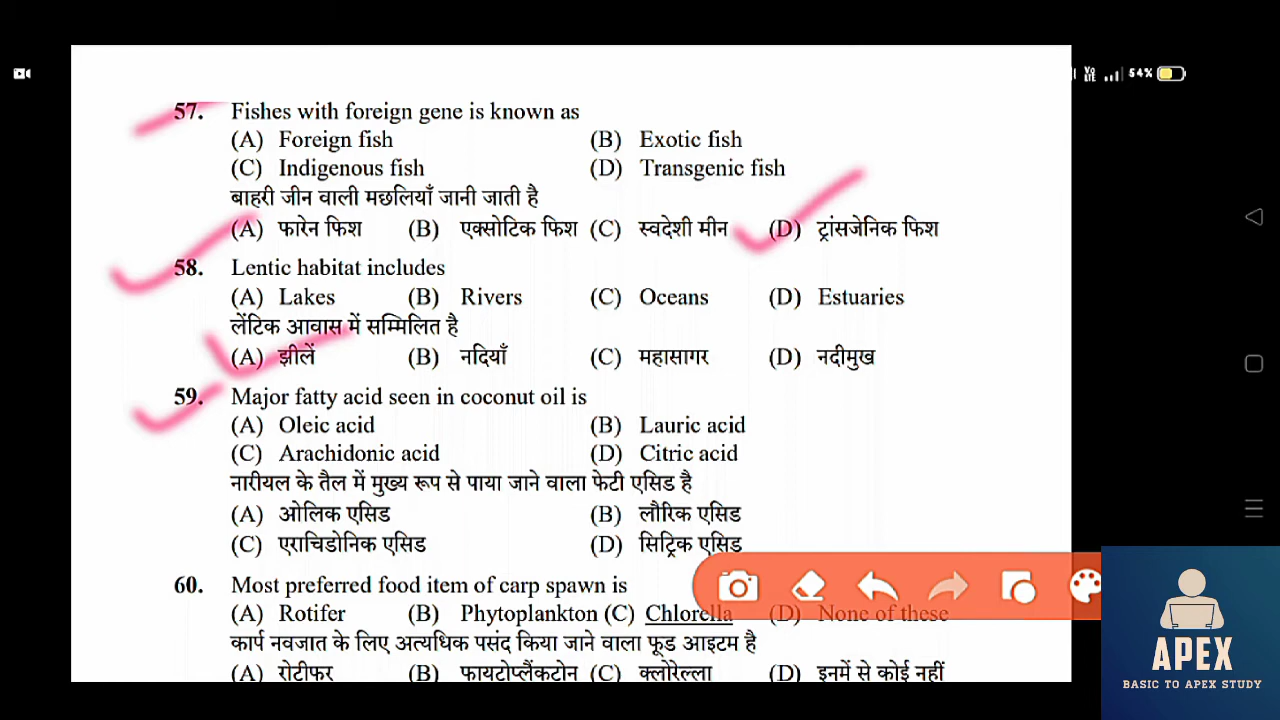 Vo
LTE
54%
57. Fishes with foreign gene is known as
(A) Foreign fish (B) Exotic fish
(C) Indigenous fish (D) Transgenic fish
बाहरी जीन वाली मछलियाँ जानी जाती है
(A) फारेन फिश (B) एक्सोटिक फिश (C) स्वदेशी मीन (D) ट्रांसजेनिक फिश
58. Lentic habitat includes
(A) Lakes (B) Rivers (C) Oceans (D) Estuaries
लेंटिक आवास में सम्मिलित है
(A) झीलें (B) नदियाँ (C) महासागर (D) नदीमुख
59. Major fatty acid seen in coconut oil is
(A) Oleic acid (B) Lauric acid
(C) Arachidonic acid (D) Citric acid
नारीयल के तैल में मुख्य रूप से पाया जाने वाला फेटी एसिड है
(A) ओलिक एसिड (B) लौरिक एसिड
(C) एराचिडोनिक एसिड (D) सिट्रिक एसिड
60. Most preferred food item of carp spawn is
(A) Rotifer (B) Phytoplankton (C) Chlorella (D) None of these
कार्प नवजात के लिए अत्यधिक पसंद किया जाने वाला फूड आइटम है
(A) रोटीफर (B) फायटोप्लैंकटोन (C) क्लोरेल्ला (D) इनमें से कोई नहीं
APEX
BASIC TO APEX STUDY